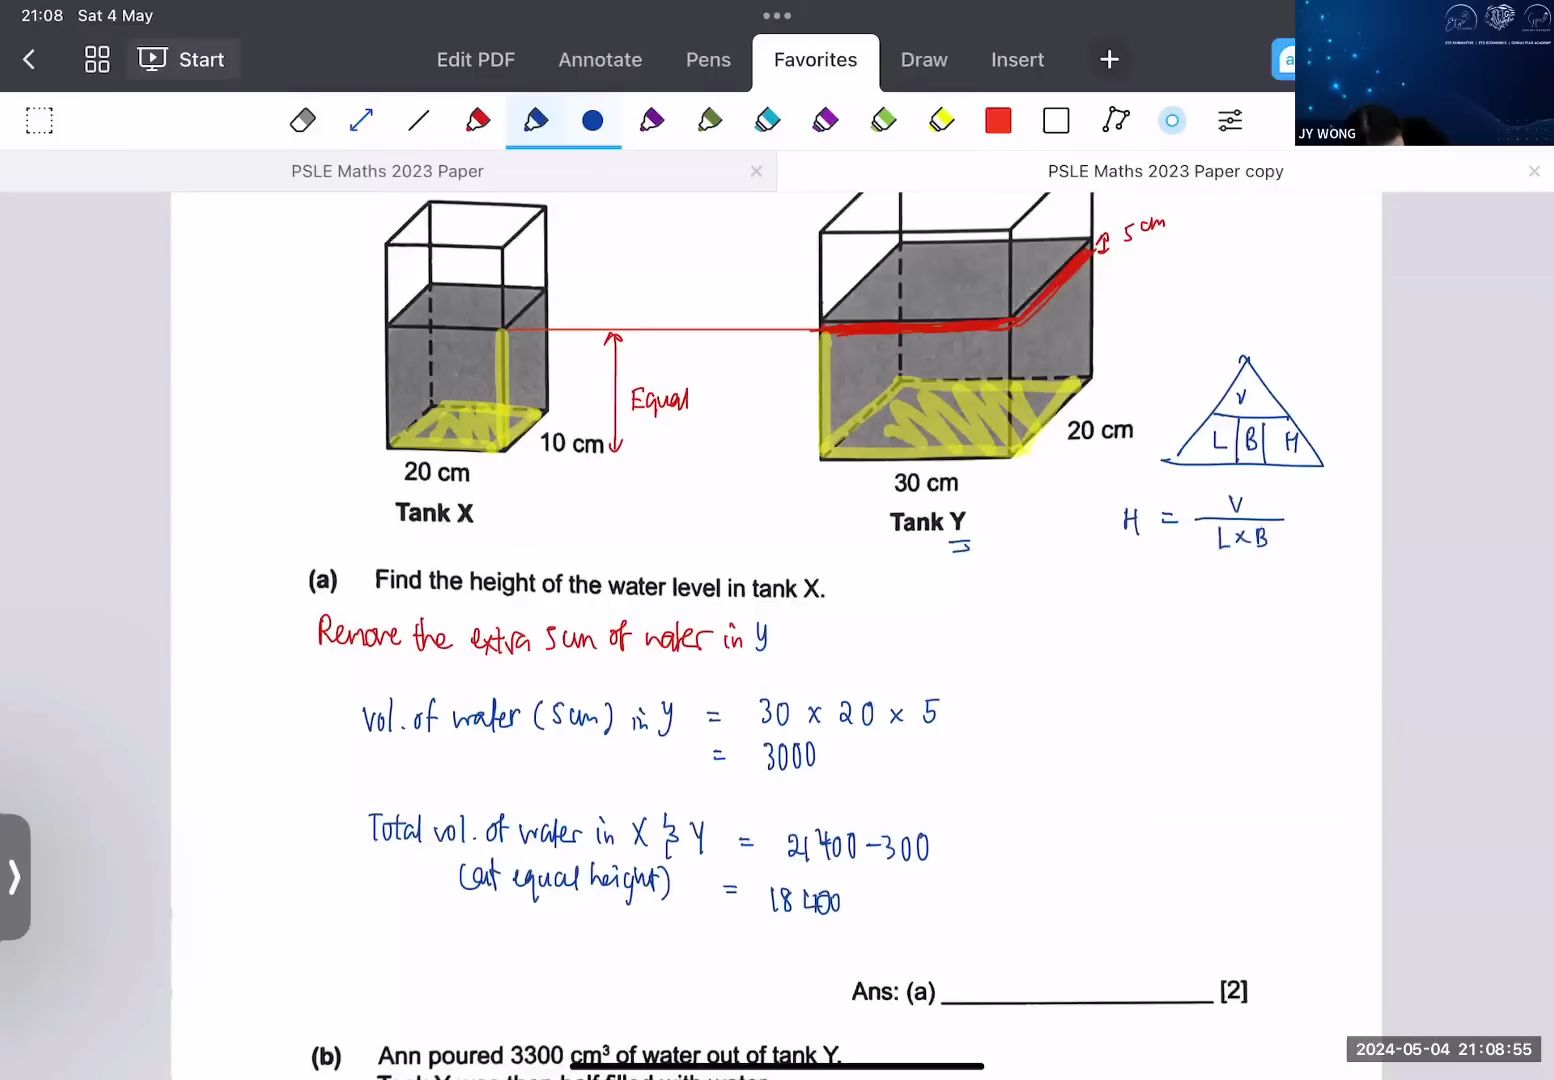 21:08 Sat 4 May
Start
Edit PDF Annotate Pens Favorites Draw Insert
JY WONG
PSLE Maths 2023 Paper
PSLE Maths 2023 Paper copy
5 cm
Equal
10 cm
20 cm
20 cm
30 cm
Tank X
Tank Y
V
L B H
H = V
L × B
(a) Find the height of the water level in tank X.
Remove the extra 5 cm of water in Y
Vol. of water (5 cm) in Y = 30 × 20 × 5
= 3000
Total vol. of water in X & Y = 21400 - 300
(at equal height) = 18400
Ans: (a) [2]
(b) Ann poured 3300 cm³ of water out of tank Y.
2024-05-04 21:08:55